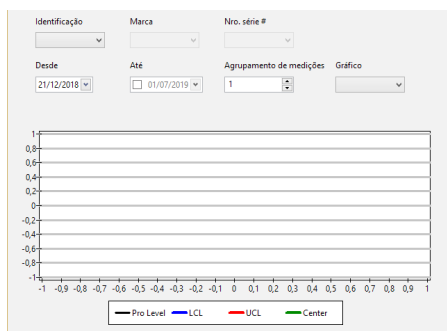 Identificação Marca Nro. série #
Desde Até Agrupamento de medições Gráfico
21/12/2018 01/07/2019 1
1
0,8
0,6
0,4
0,2
0
-0,2
-0,4
-0,6
-0,8
-1
-1 -0,9 -0,8 -0,7 -0,6 -0,5 -0,4 -0,3 -0,2 -0,1 0 0,1 0,2 0,3 0,4 0,5 0,6 0,7 0,8 0,9 1
Pro Level LCL UCL Center